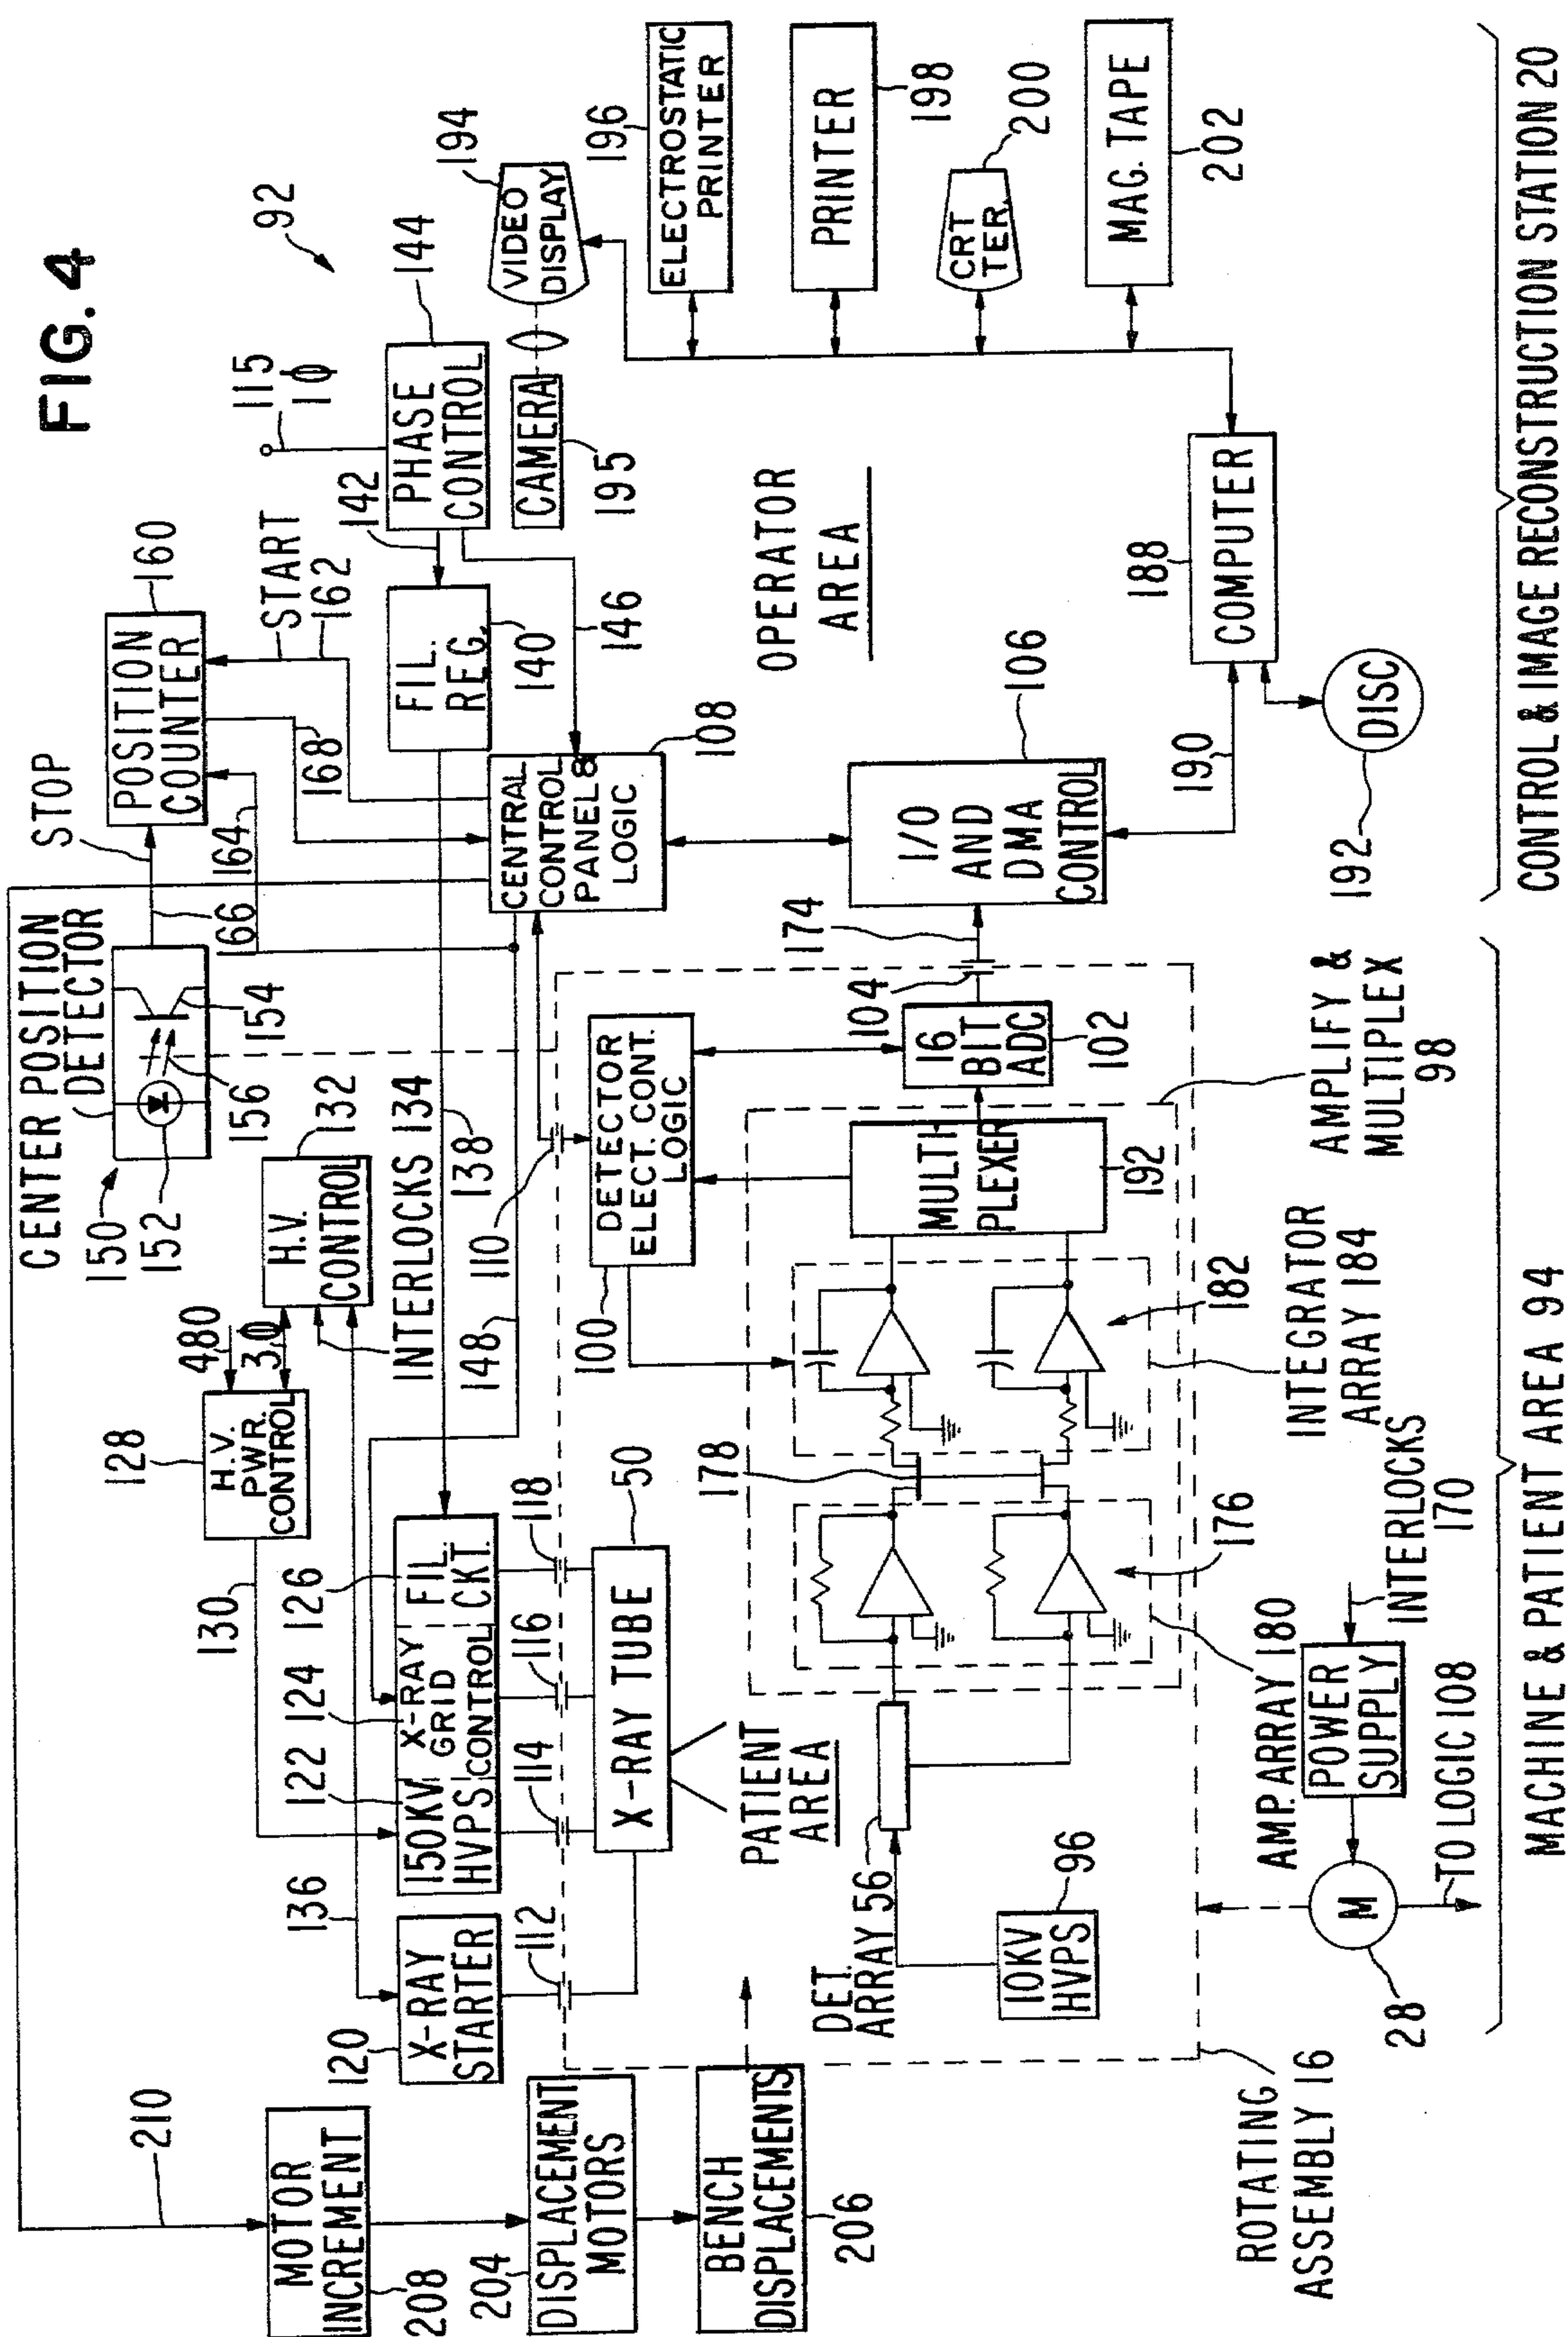 FIG. 4
92
115
1ϕ
144
PHASE
CONTROL
142
FIL.
REG.
140
146
START
162
160
POSITION
COUNTER
STOP
164
166
168
CENTER POSITION
DETECTOR
150
152
154
156
132
H.V.
CONTROL
INTERLOCKS 134
138
480
3ϕ
128
H.V.
PWR.
CONTROL
130
136
148
110
194
VIDEO
DISPLAY
CAMERA
195
196
ELECTROSTATIC
PRINTER
PRINTER
198
CRT
TER.
200
MAG. TAPE
202
OPERATOR
AREA
CENTRAL
CONTROL
PANEL &
LOGIC
108
106
I/O
AND
DMA
CONTROL
188
COMPUTER
190
192
DISC
174
104
16
BIT
ADC
102
DETECTOR
ELECT. CONT.
LOGIC
100
MULTI-
PLEXER
192
AMPLIFY &
MULTIPLEX
98
182
INTEGRATOR
ARRAY 184
178
176
AMP. ARRAY 180
126
FIL.
CKT.
124
X-RAY
GRID
CONTROL
122
150KV
HVPS
120
X-RAY
STARTER
118
116
114
112
50
X-RAY TUBE
PATIENT
AREA
DET.
ARRAY 56
96
10KV
HVPS
INTERLOCKS
170
POWER
SUPPLY
M
28
TO LOGIC 108
210
MOTOR
INCREMENT
208
204
DISPLACEMENT
MOTORS
BENCH
DISPLACEMENTS
206
ROTATING
ASSEMBLY 16
MACHINE & PATIENT AREA 94
CONTROL & IMAGE RECONSTRUCTION STATION 20